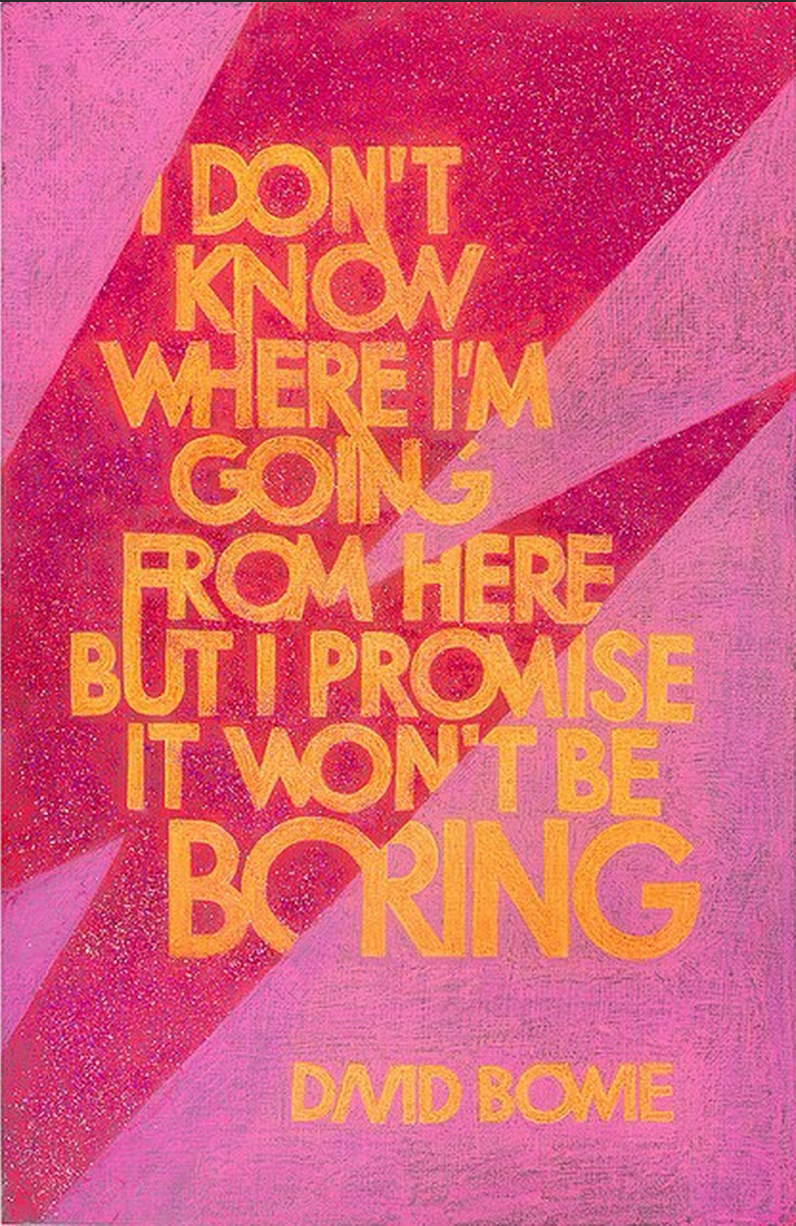 I DON'T
KNOW
WHERE I'M
GOING
FROM HERE
BUT I PROMISE
IT WON'T BE
BORING
DAVID BOWIE